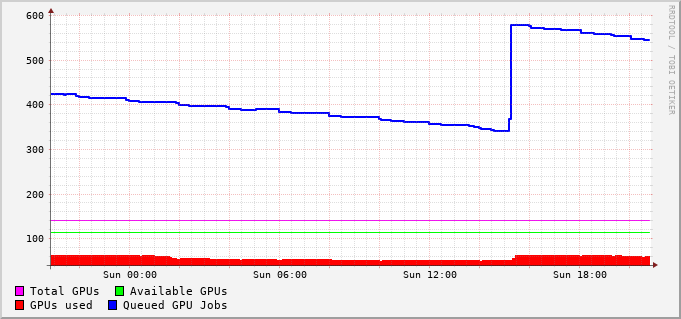 600
500
400
300
200
100
Sun 00:00 Sun 06:00 Sun 12:00 Sun 18:00
Total GPUs Available GPUs
GPUs used Queued GPU Jobs
RRDTOOL / TOBI OETIKER